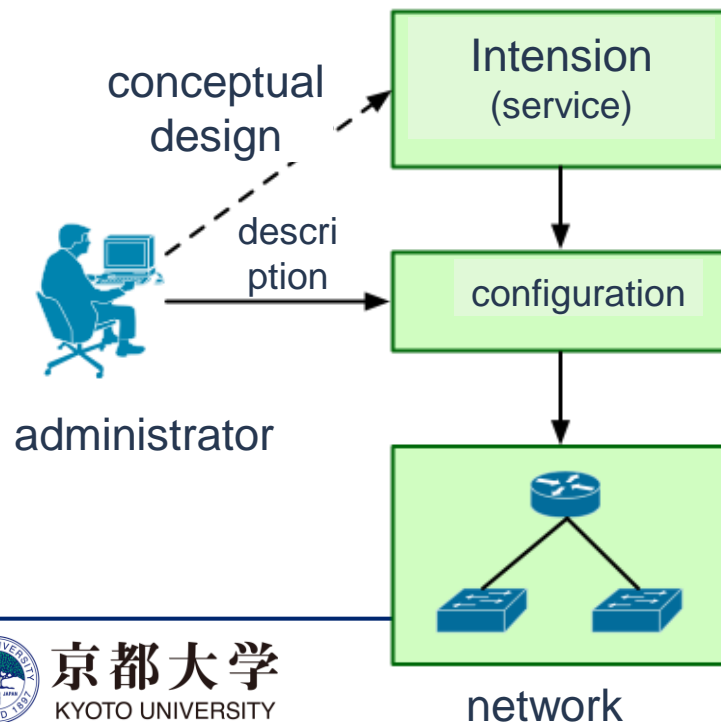 conceptual
design
Intension
(service)
descri
ption
configuration
administrator
network
京都大学
KYOTO UNIVERSITY